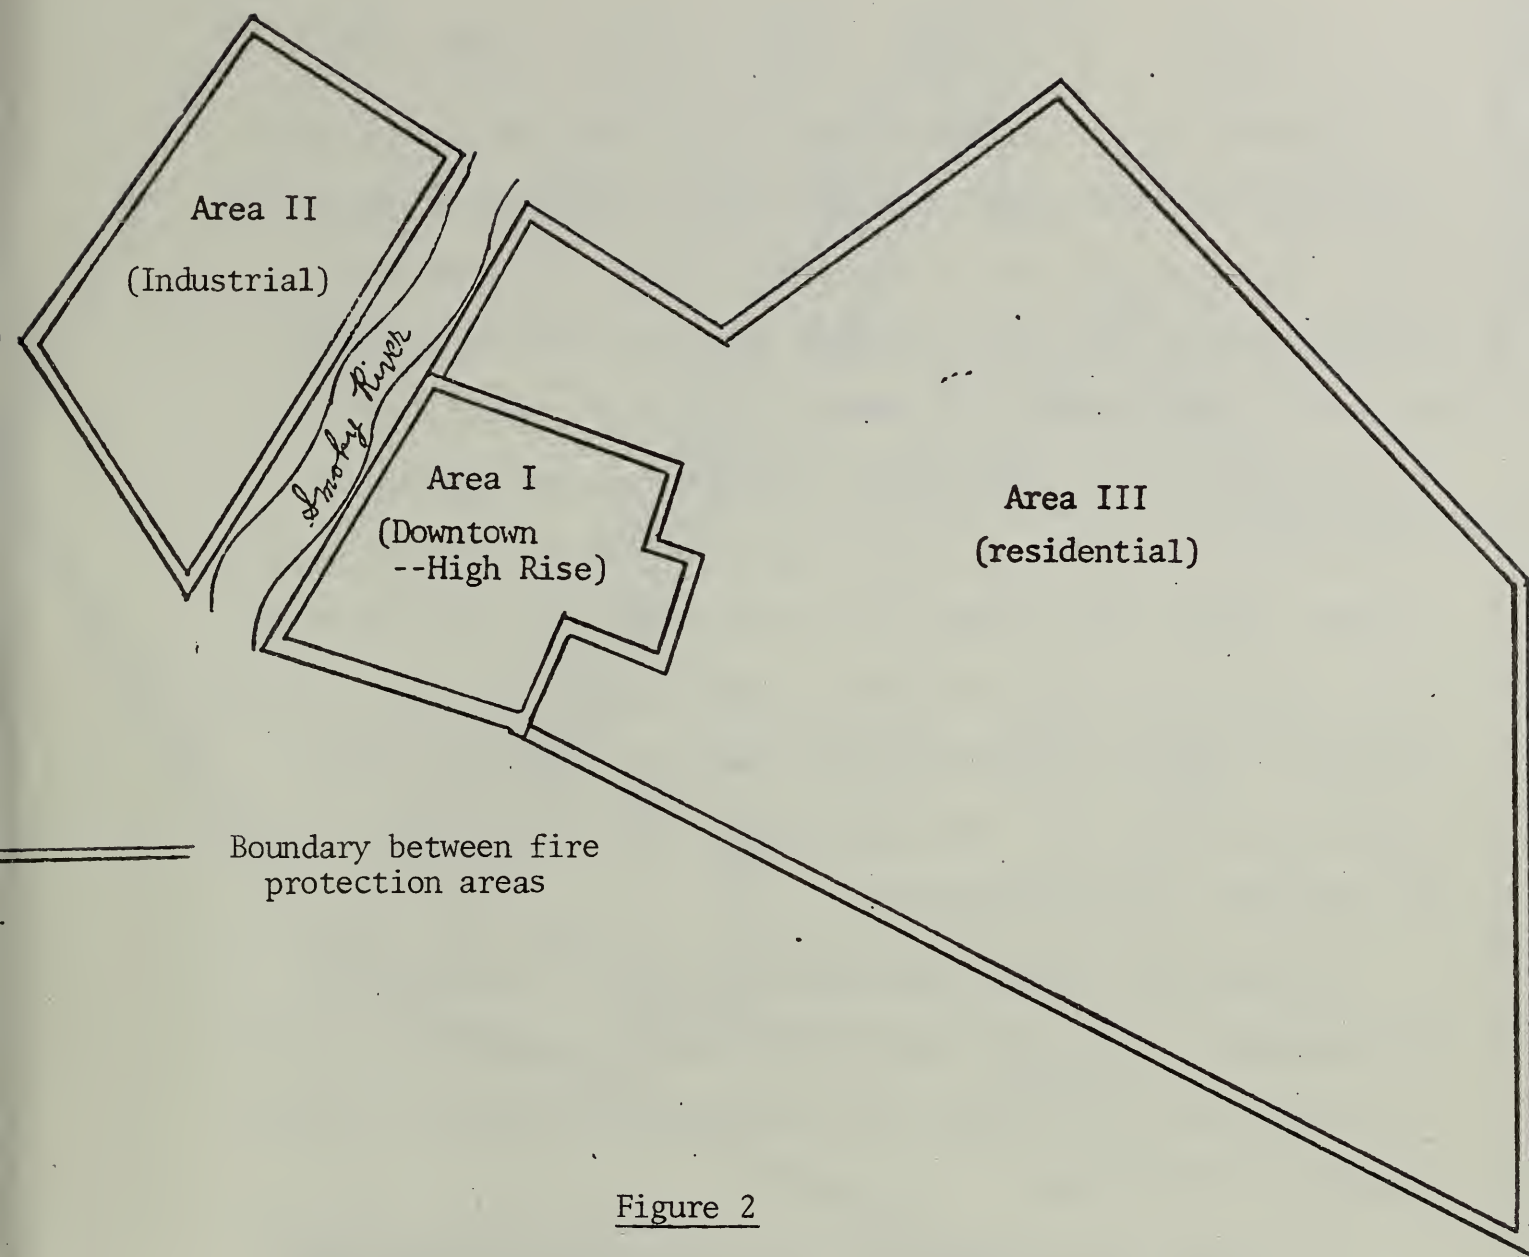 Area II
(Industrial)
Smoky River
Area I
(Downtown
--High Rise)
Area III
(residential)
Boundary between fire
protection areas
Figure 2